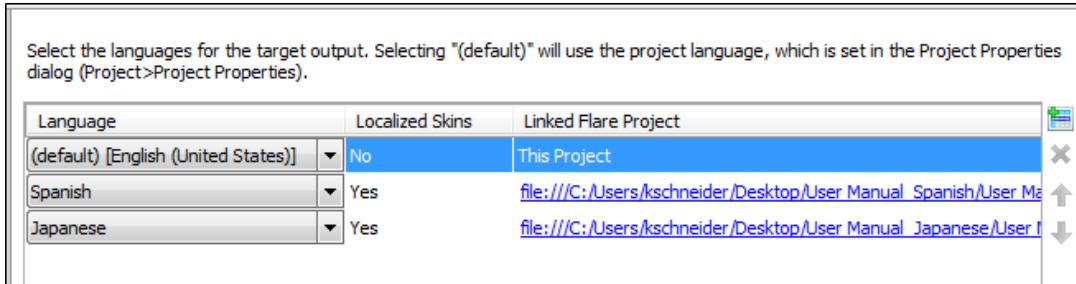 Select the languages for the target output. Selecting "(default)" will use the project language, which is set in the Project Properties
dialog (Project>Project Properties).
Language Localized Skins Linked Flare Project
(default) [English (United States)] No This Project
Spanish Yes file:///C:/Users/kschneider/Desktop/User Manual_Spanish/User Ma
Japanese Yes file:///C:/Users/kschneider/Desktop/User Manual_Japanese/User